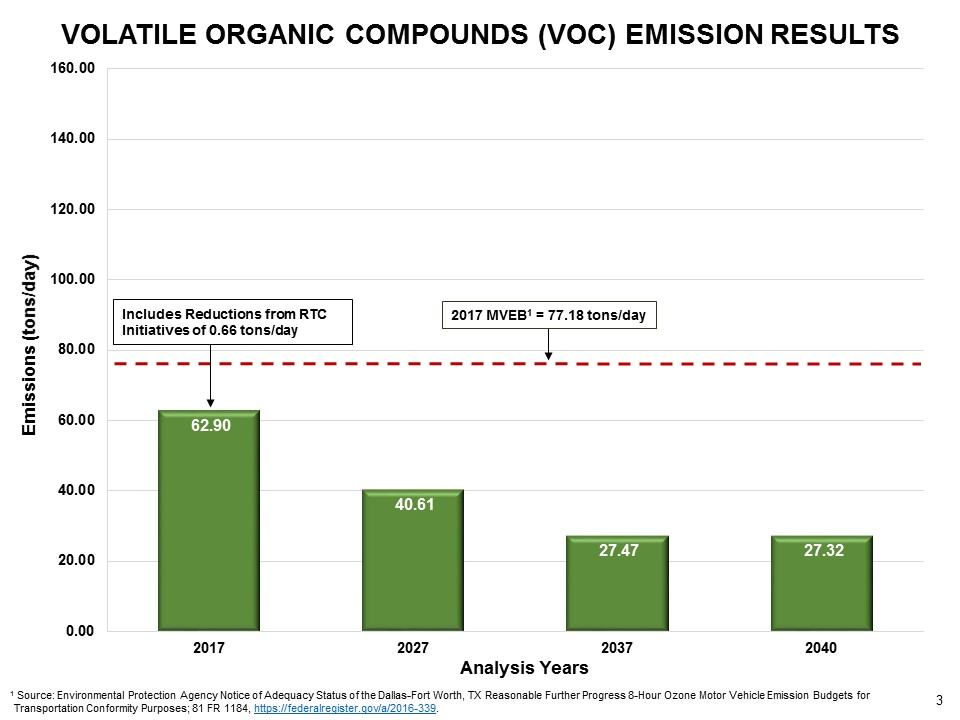 VOLATILE ORGANIC COMPOUNDS (VOC) EMISSION RESULTS
160.00
140.00
120.00
100.00
80.00
60.00
40.00
20.00
0.00
Emissions (tons/day)
Includes Reductions from RTC
Initiatives of 0.66 tons/day
2017 MVEB¹ = 77.18 tons/day
62.90
40.61
27.47
27.32
2017
2027
2037
2040
Analysis Years
¹ Source: Environmental Protection Agency Notice of Adequacy Status of the Dallas-Fort Worth, TX Reasonable Further Progress 8-Hour Ozone Motor Vehicle Emission Budgets for
Transportation Conformity Purposes; 81 FR 1184, https://federalregister.gov/a/2016-339.
3